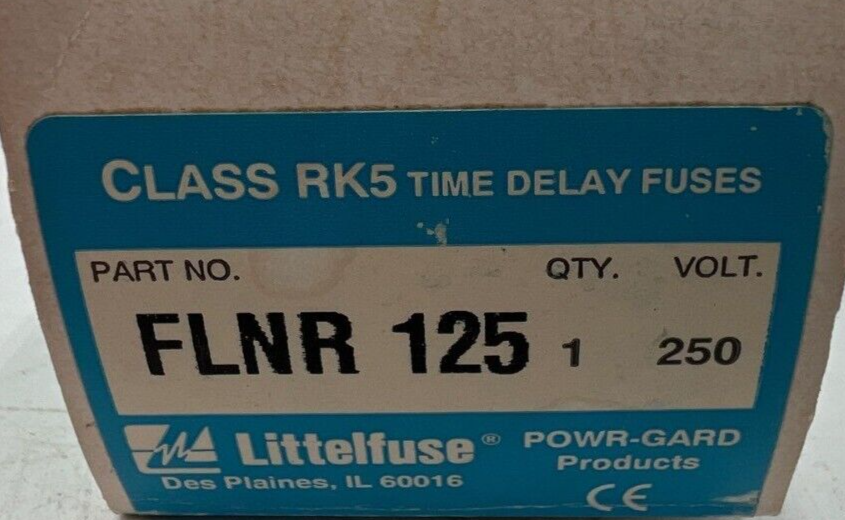 CLASS RK5 TIME DELAY FUSES
PART NO. QTY. VOLT.
FLNR 125 1 250
Littelfuse® POWR-GARD
Products
Des Plaines, IL 60016
CE